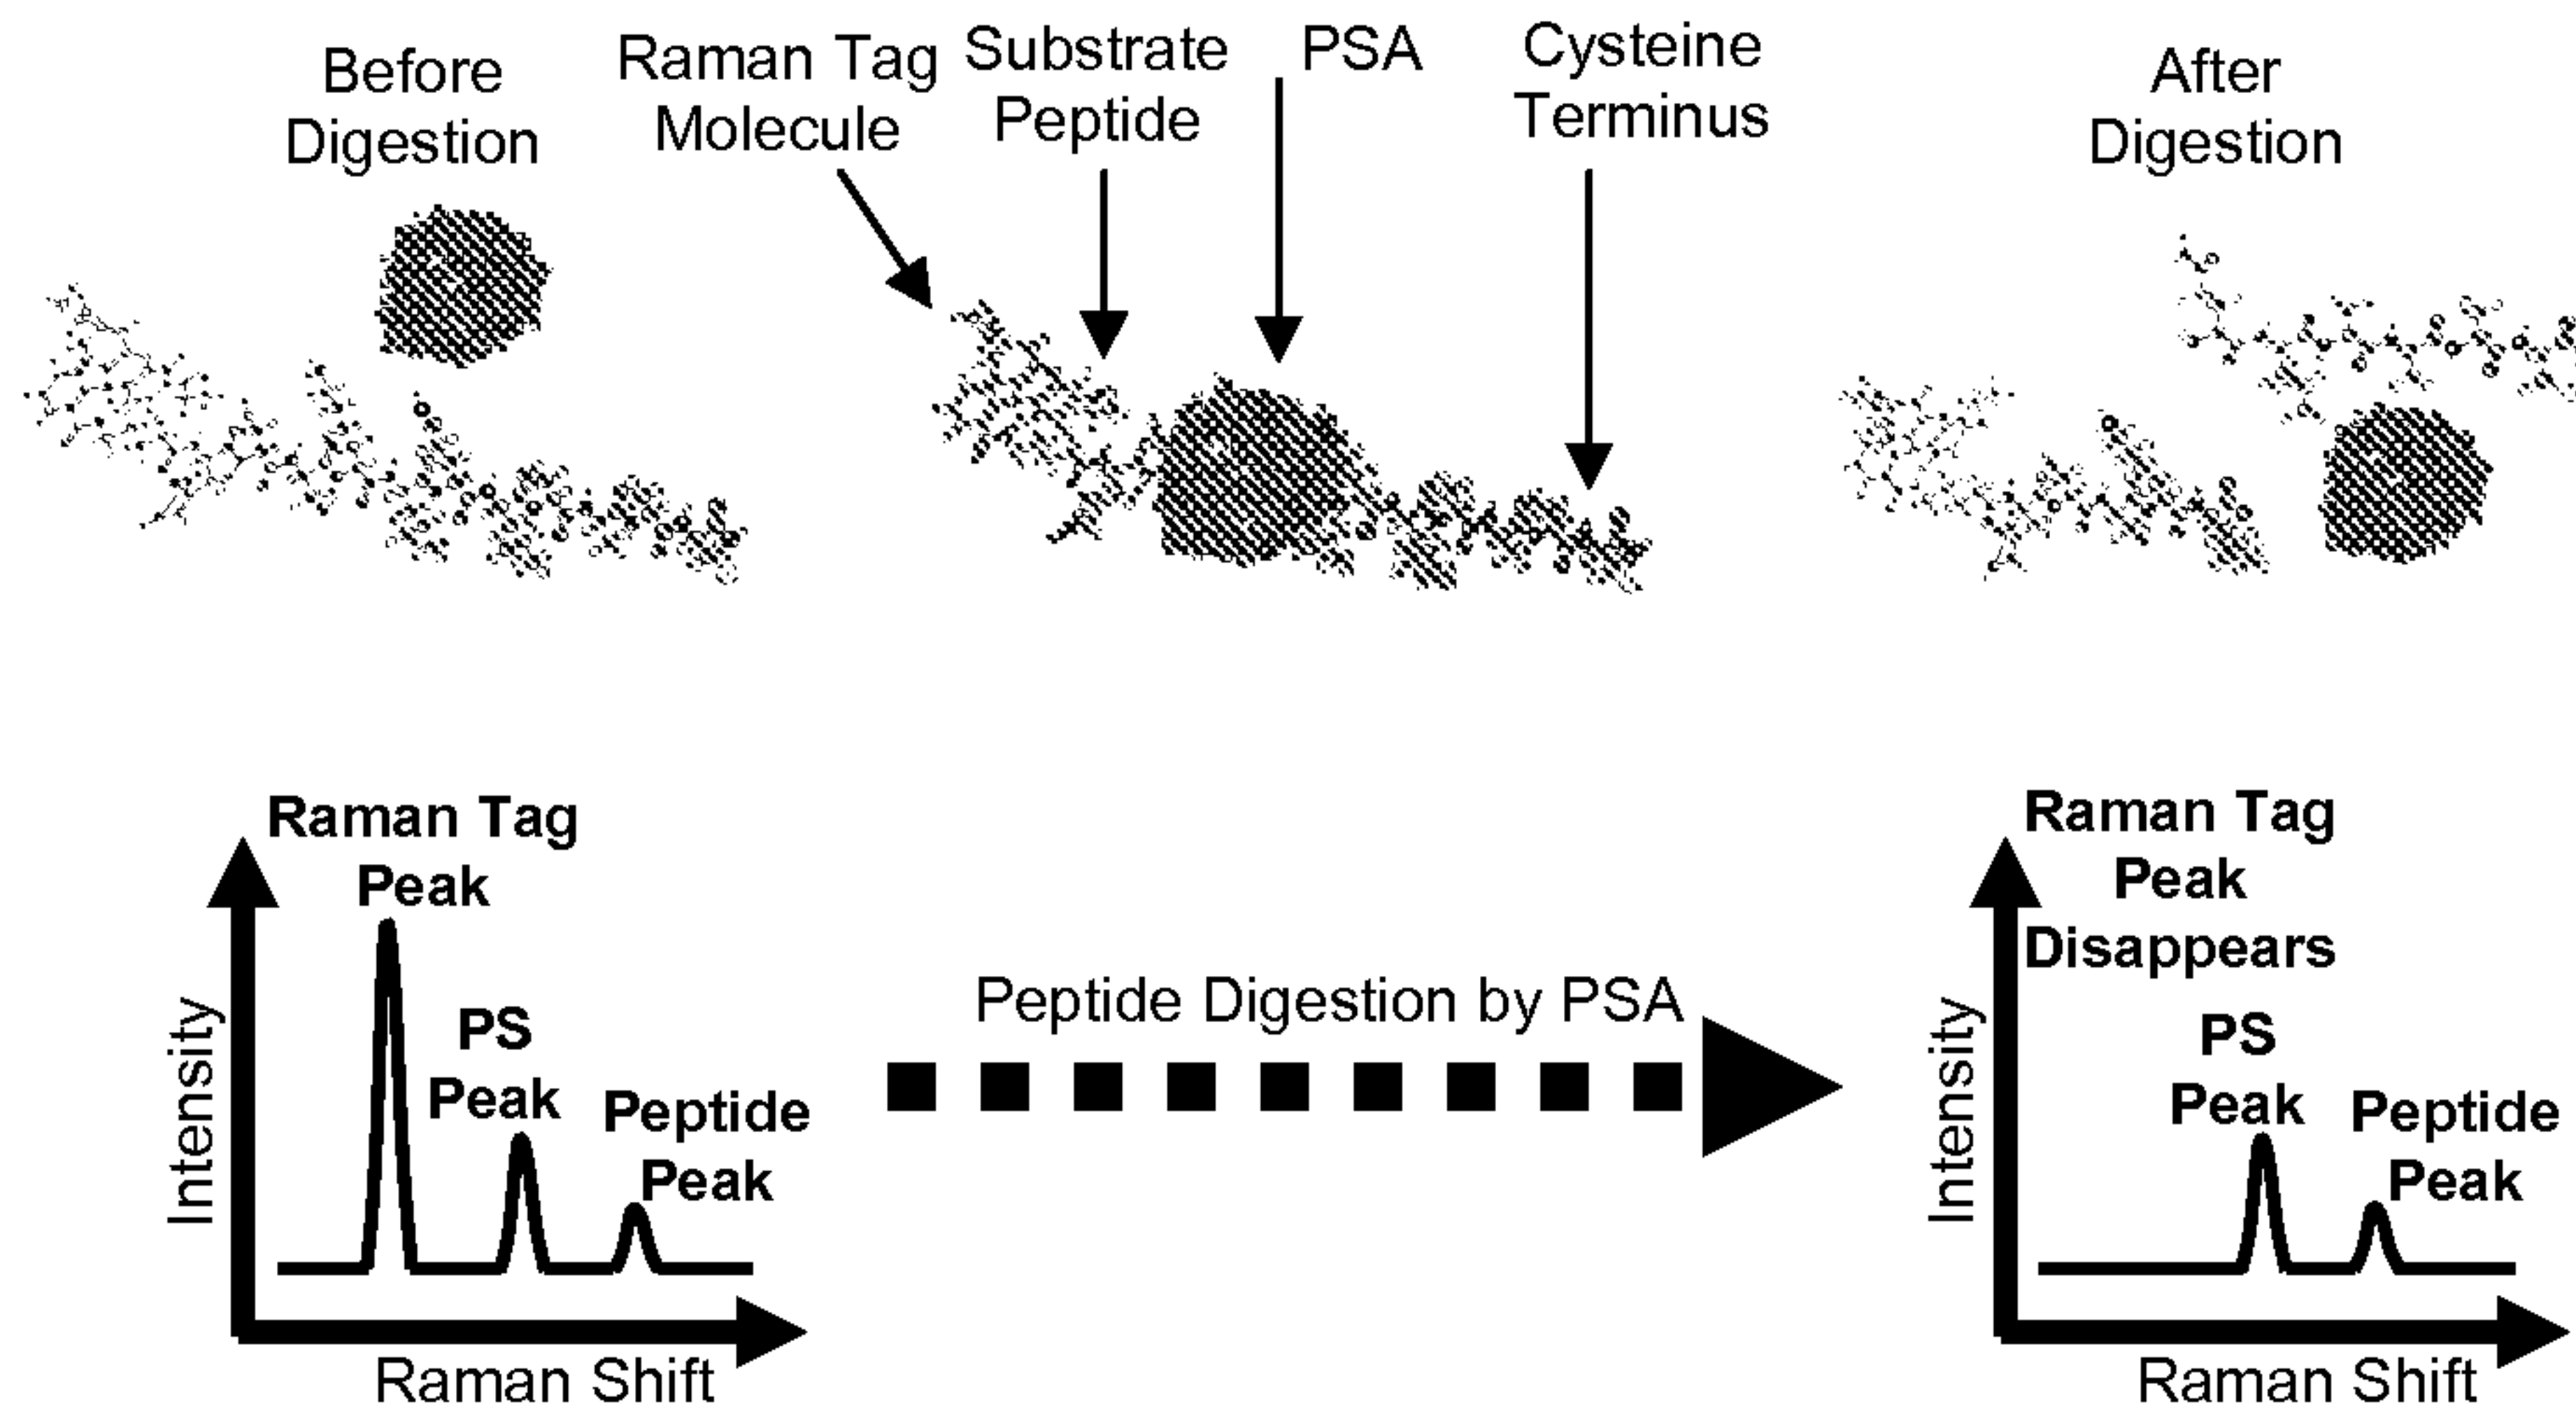 Before
Digestion
Raman Tag
Molecule
Substrate
Peptide
PSA
Cysteine
Terminus
After
Digestion
Raman Tag
Peak
PS
Peak
Peptide
Peak
Intensity
Raman Shift
Peptide Digestion by PSA
Raman Tag
Peak
Disappears
PS
Peak
Peptide
Peak
Intensity
Raman Shift